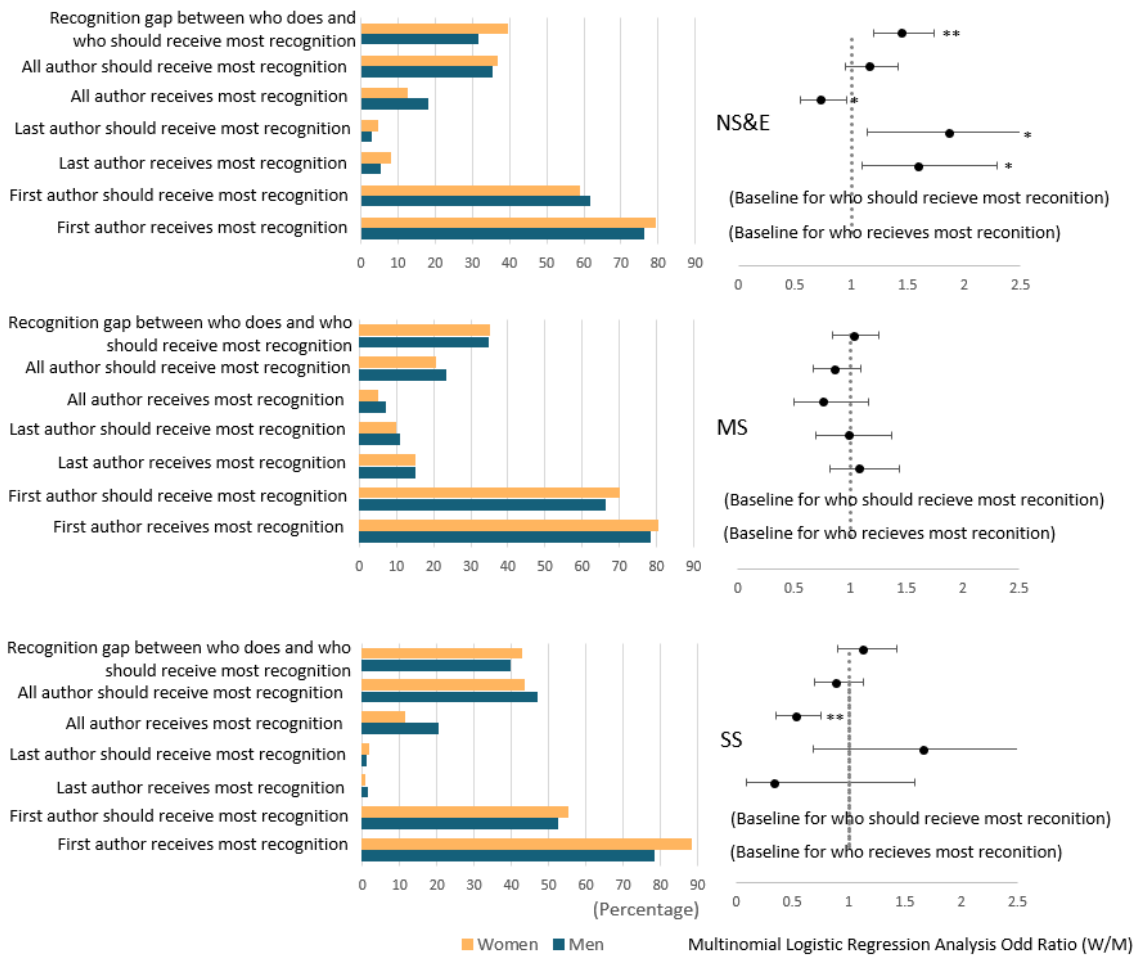 Recognition gap between who does and
who should receive most recognition
All author should receive most recognition
All author receives most recognition
Last author should receive most recognition
Last author receives most recognition
First author should receive most recognition
First author receives most recognition
0 10 20 30 40 50 60 70 80 90
**
*
NS&E
*
*
(Baseline for who should recieve most reconition)
(Baseline for who recieves most reconition)
0 0.5 1 1.5 2 2.5
Recognition gap between who does and who
should receive most recognition
All author should receive most recognition
All author receives most recognition
Last author should receive most recognition
Last author receives most recognition
First author should receive most recognition
First author receives most recognition
0 10 20 30 40 50 60 70 80 90
MS
(Baseline for who should recieve most reconition)
(Baseline for who recieves most reconition)
0 0.5 1 1.5 2 2.5
Recognition gap between who does and who
should receive most recognition
All author should receive most recognition
All author receives most recognition
Last author should receive most recognition
Last author receives most recognition
First author should receive most recognition
First author receives most recognition
0 10 20 30 40 50 60 70 80 90
(Percentage)
**
SS
(Baseline for who should recieve most reconition)
(Baseline for who recieves most reconition)
0 0.5 1 1.5 2 2.5
Women Men
Multinomial Logistic Regression Analysis Odd Ratio (W/M)